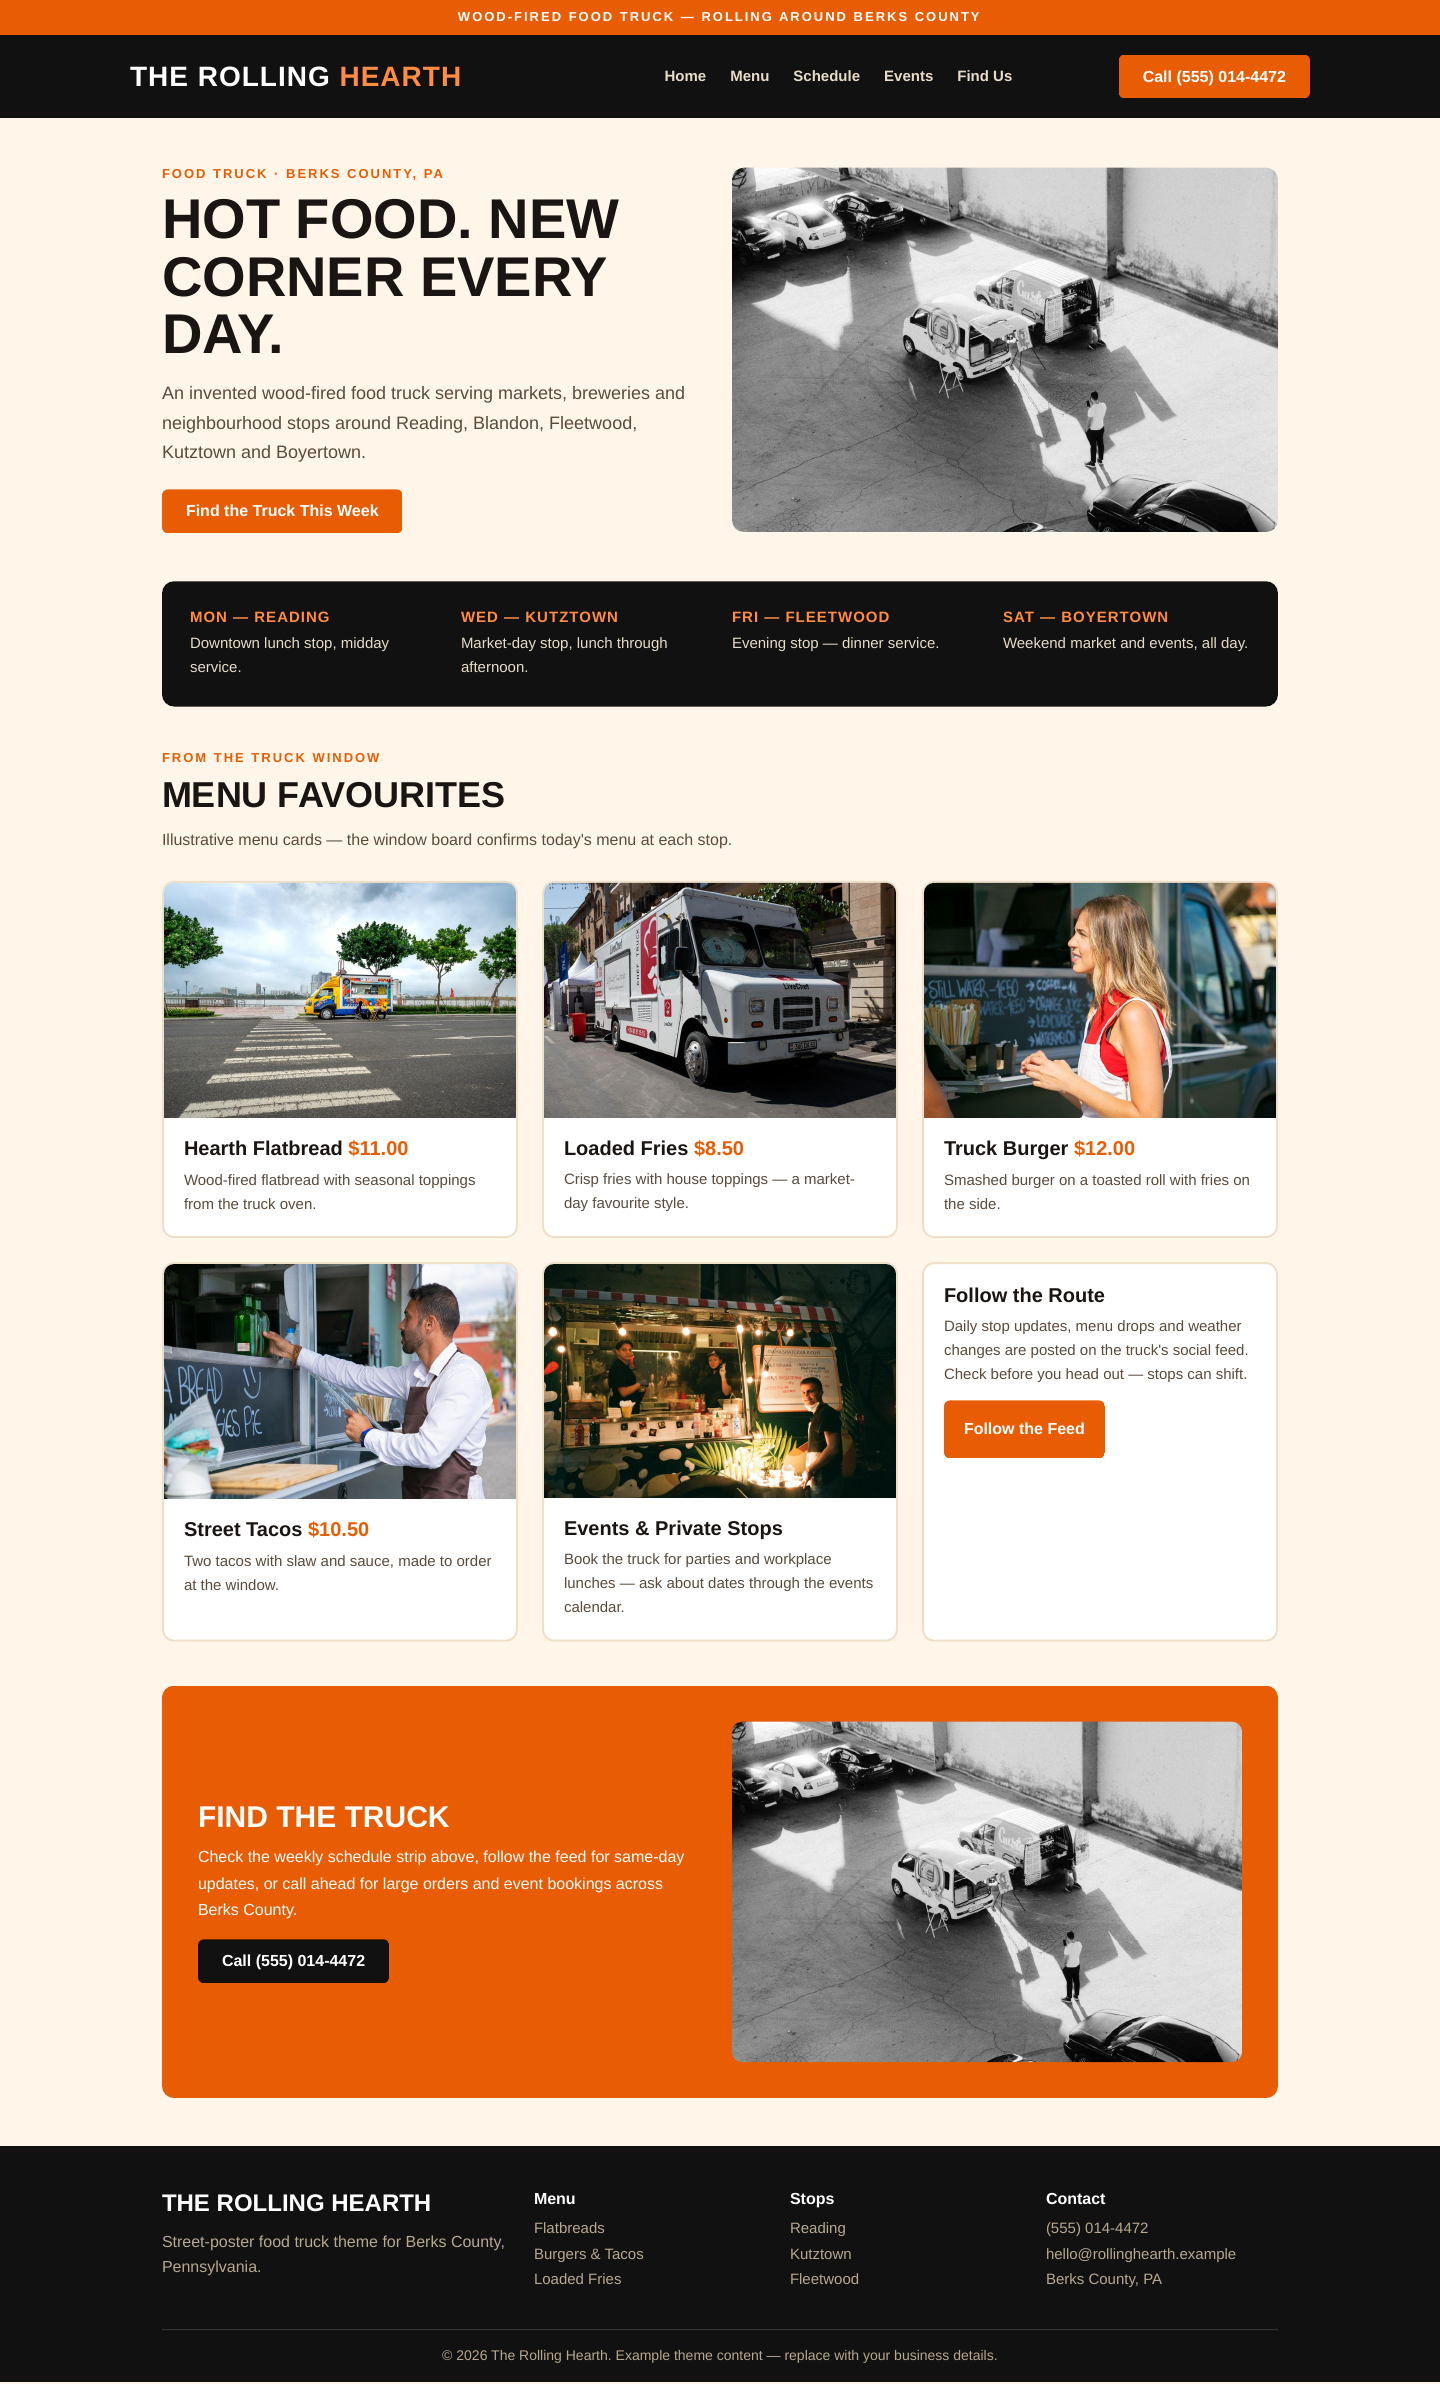 WOOD-FIRED FOOD TRUCK — ROLLING AROUND BERKS COUNTY
THE ROLLING HEARTH
Home Menu Schedule Events Find Us
Call (555) 014-4472
FOOD TRUCK · BERKS COUNTY, PA
HOT FOOD. NEW
CORNER EVERY
DAY.
An invented wood-fired food truck serving markets, breweries and
neighbourhood stops around Reading, Blandon, Fleetwood,
Kutztown and Boyertown.
Find the Truck This Week
MON — READING
Downtown lunch stop, midday
service.
WED — KUTZTOWN
Market-day stop, lunch through
afternoon.
FRI — FLEETWOOD
Evening stop — dinner service.
SAT — BOYERTOWN
Weekend market and events, all day.
FROM THE TRUCK WINDOW
MENU FAVOURITES
Illustrative menu cards — the window board confirms today's menu at each stop.
LiveChef
CHEF TRUCK
LiveChef
STILL WATER
LEMONADE
WATERMELON
Hearth Flatbread $11.00
Wood-fired flatbread with seasonal toppings
from the truck oven.
Loaded Fries $8.50
Crisp fries with house toppings — a market-
day favourite style.
Truck Burger $12.00
Smashed burger on a toasted roll with fries on
the side.
BREAD
PIE
Street Tacos $10.50
Two tacos with slaw and sauce, made to order
at the window.
Events & Private Stops
Book the truck for parties and workplace
lunches — ask about dates through the events
calendar.
Follow the Route
Daily stop updates, menu drops and weather
changes are posted on the truck's social feed.
Check before you head out — stops can shift.
Follow the Feed
FIND THE TRUCK
Check the weekly schedule strip above, follow the feed for same-day
updates, or call ahead for large orders and event bookings across
Berks County.
Call (555) 014-4472
THE ROLLING HEARTH
Street-poster food truck theme for Berks County,
Pennsylvania.
Menu
Flatbreads
Burgers & Tacos
Loaded Fries
Stops
Reading
Kutztown
Fleetwood
Contact
(555) 014-4472
hello@rollinghearth.example
Berks County, PA
© 2026 The Rolling Hearth. Example theme content — replace with your business details.